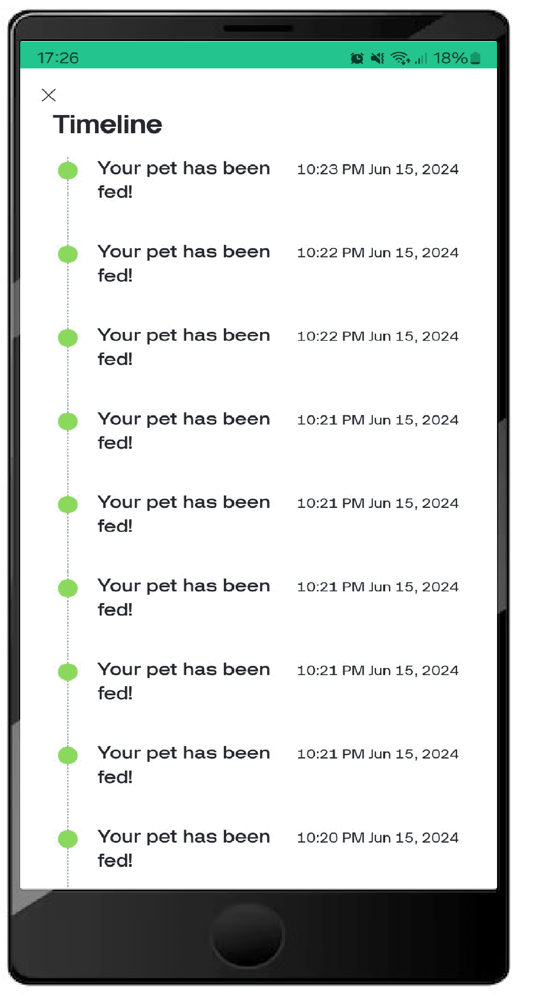 17:26 18%
Timeline
Your pet has been 10:23 PM Jun 15, 2024
fed!
Your pet has been 10:22 PM Jun 15, 2024
fed!
Your pet has been 10:22 PM Jun 15, 2024
fed!
Your pet has been 10:21 PM Jun 15, 2024
fed!
Your pet has been 10:21 PM Jun 15, 2024
fed!
Your pet has been 10:21 PM Jun 15, 2024
fed!
Your pet has been 10:21 PM Jun 15, 2024
fed!
Your pet has been 10:21 PM Jun 15, 2024
fed!
Your pet has been 10:20 PM Jun 15, 2024
fed!